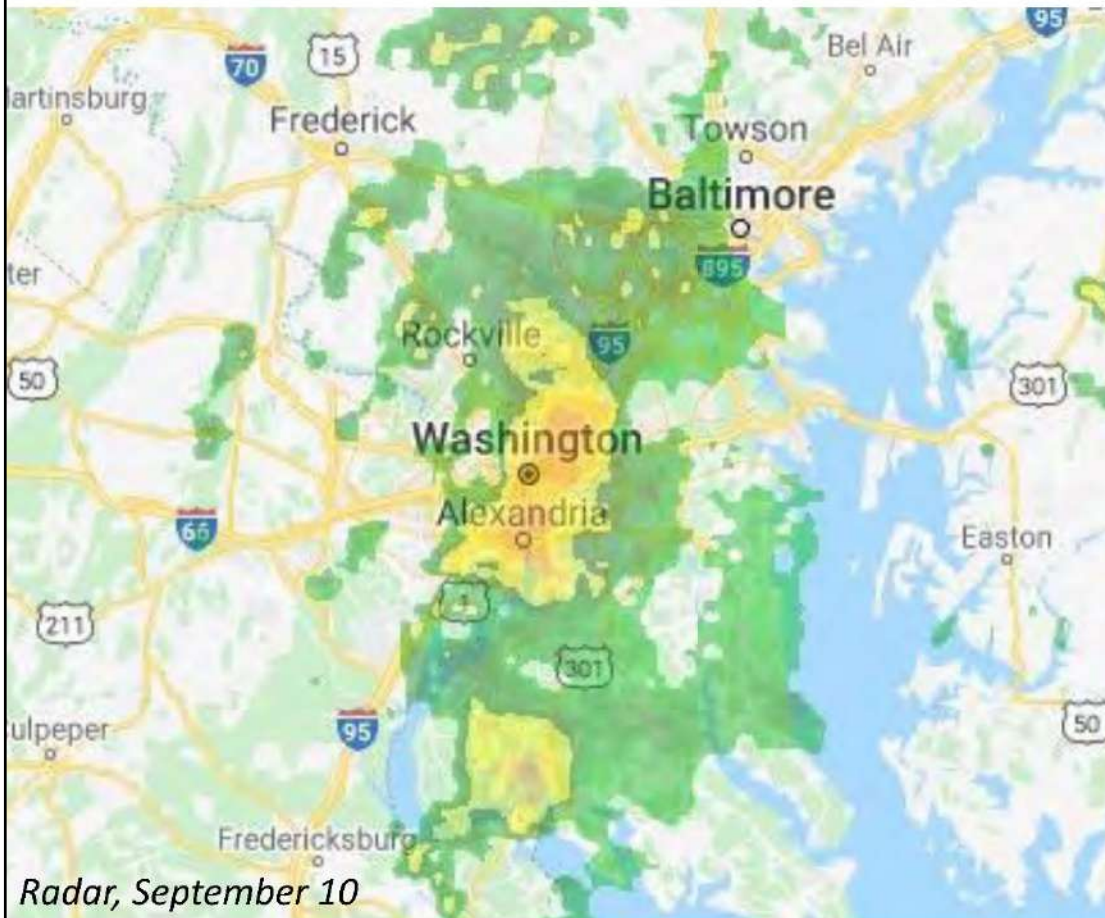 95
Bel Air
15
70
artinsburg
Frederick
Towson
Baltimore
895
ter
Rockville
95
50
301
Washington
Alexandria
66
Easton
1
211
301
95
50
ulpeper
Fredericksburg
Radar, September 10